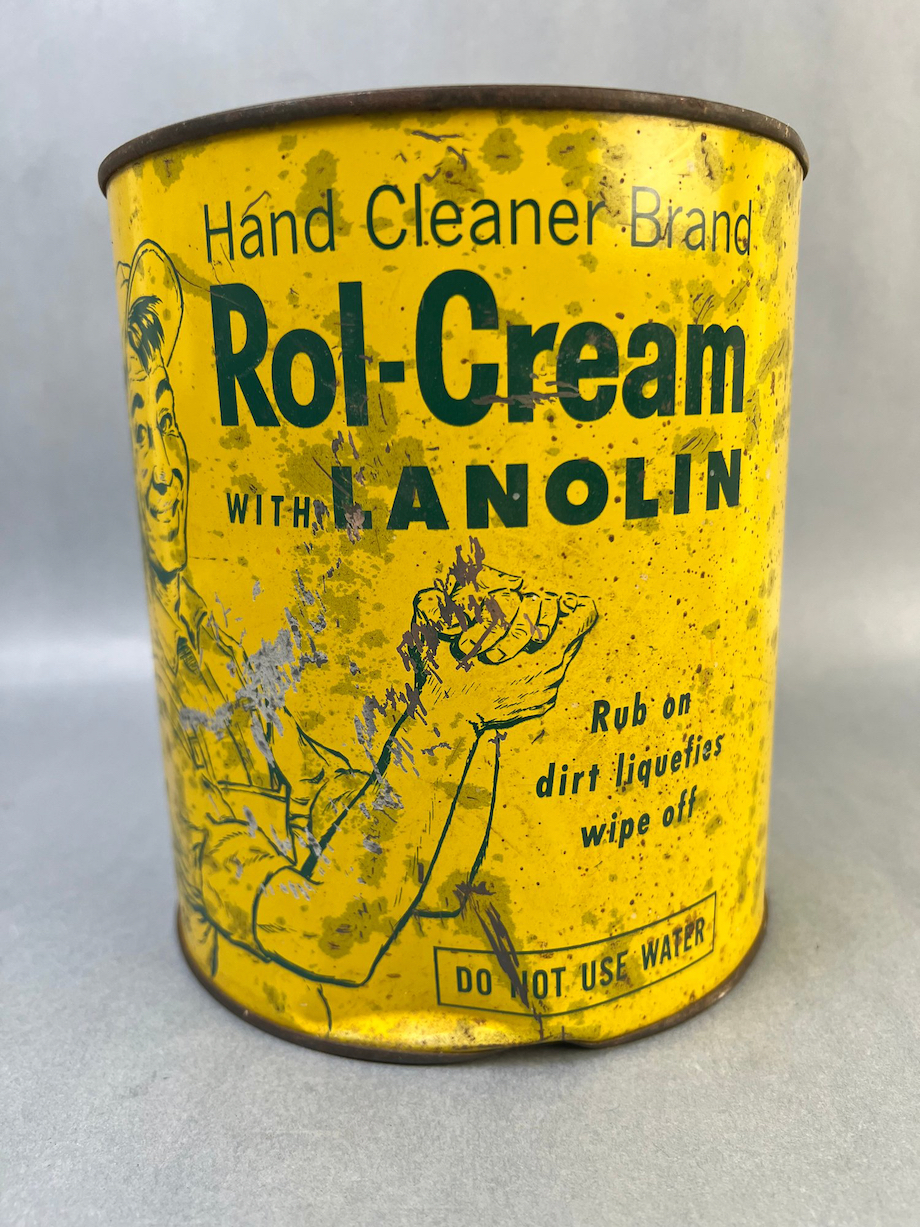 Hand Cleaner Brand
Rol-Cream
WITH LANOLIN
Rub on
dirt liquefies
wipe off
DO NOT USE WATER